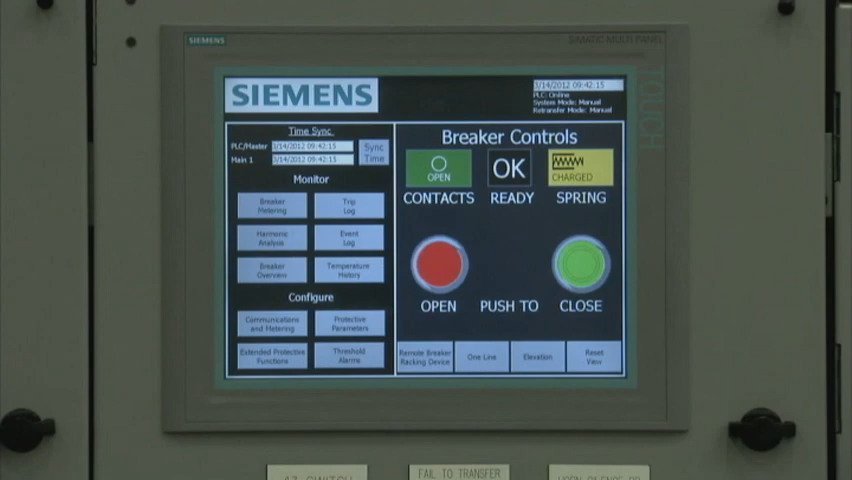 SIEMENS
SIMATIC MULTI PANEL
TOUCH
SIEMENS
3/14/2012 09:42:15
PLC: Online
System Mode: Manual
Retransfer Mode: Manual
Time Sync
PLC/Master 3/14/2012 09:42:15
Main 1 3/14/2012 09:42:15
Sync
Time
Monitor
Breaker
Metering
Trip
Log
Harmonic
Analysis
Event
Log
Breaker
Overview
Temperature
History
Configure
Communications
and Metering
Protective
Parameters
Extended Protective
Functions
Threshold
Alarms
Breaker Controls
OPEN
OK
CHARGED
CONTACTS READY SPRING
OPEN PUSH TO CLOSE
Remote Breaker
Racking Device
One Line
Elevation
Reset
View
FAIL TO TRANSFER